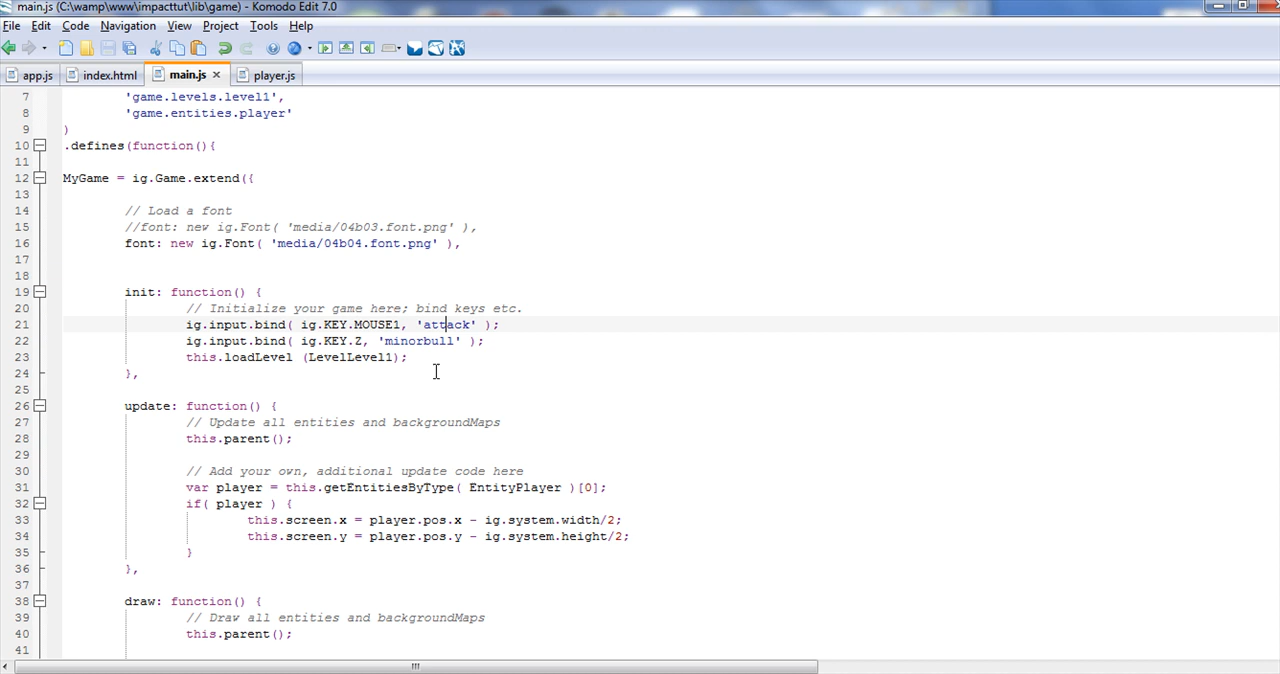 main.js (C:\wamp\www\impacttut\lib\game) - Komodo Edit 7.0
File Edit Code Navigation View Project Tools Help
app.js index.html main.js player.js
7 'game.levels.level1',
8 'game.entities.player'
9 )
10 .defines(function(){
11
12 MyGame = ig.Game.extend({
13
14 // Load a font
15 //font: new ig.Font( 'media/04b03.font.png' ),
16 font: new ig.Font( 'media/04b04.font.png' ),
17
18
19 init: function() {
20 // Initialize your game here; bind keys etc.
21 ig.input.bind( ig.KEY.MOUSE1, 'attack' );
22 ig.input.bind( ig.KEY.Z, 'minorbull' );
23 this.loadLevel (LevelLevel1);
24 },
25
26 update: function() {
27 // Update all entities and backgroundMaps
28 this.parent();
29
30 // Add your own, additional update code here
31 var player = this.getEntitiesByType( EntityPlayer )[0];
32 if( player ) {
33 this.screen.x = player.pos.x - ig.system.width/2;
34 this.screen.y = player.pos.y - ig.system.height/2;
35 }
36 },
37
38 draw: function() {
39 // Draw all entities and backgroundMaps
40 this.parent();
41